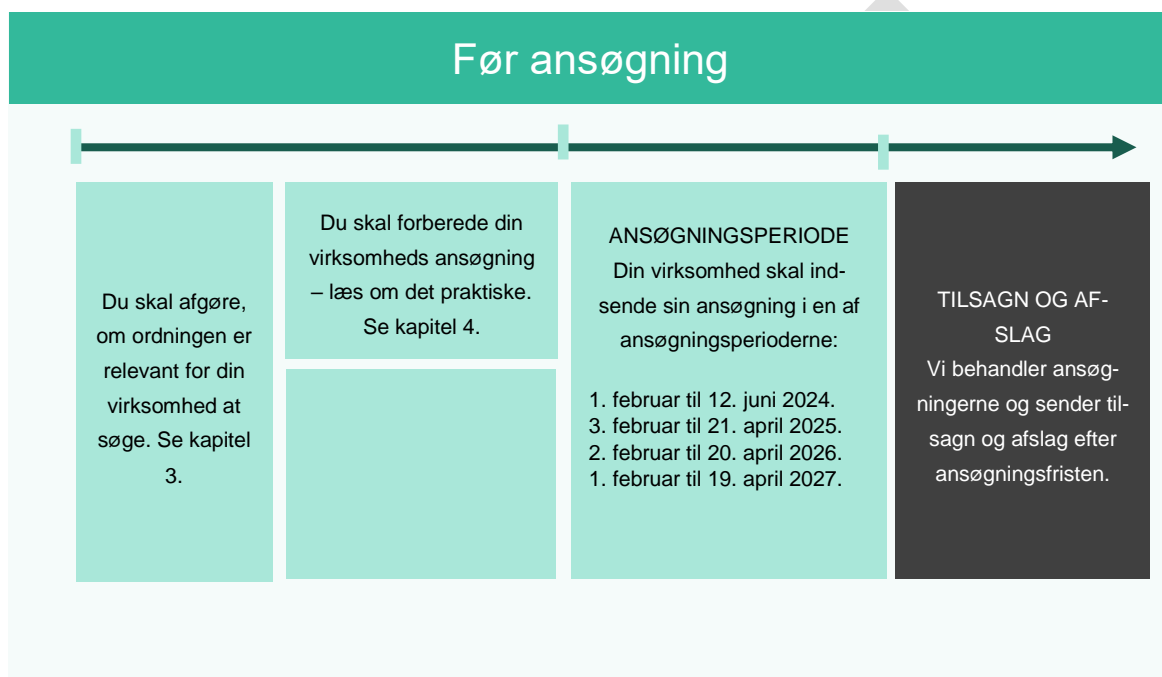 Før ansøgning
Du skal afgøre,
om ordningen er
relevant for din
virksomhed at
søge. Se kapitel
3.
Du skal forberede din
virksomheds ansøgning
– læs om det praktiske.
Se kapitel 4.
ANSØGNINGSPERIODE
Din virksomhed skal ind-
sende sin ansøgning i en af
ansøgningsperioderne:
1. februar til 12. juni 2024.
3. februar til 21. april 2025.
2. februar til 20. april 2026.
1. februar til 19. april 2027.
TILSAGN OG AF-
SLAG
Vi behandler ansøg-
ningerne og sender til-
sagn og afslag efter
ansøgningsfristen.